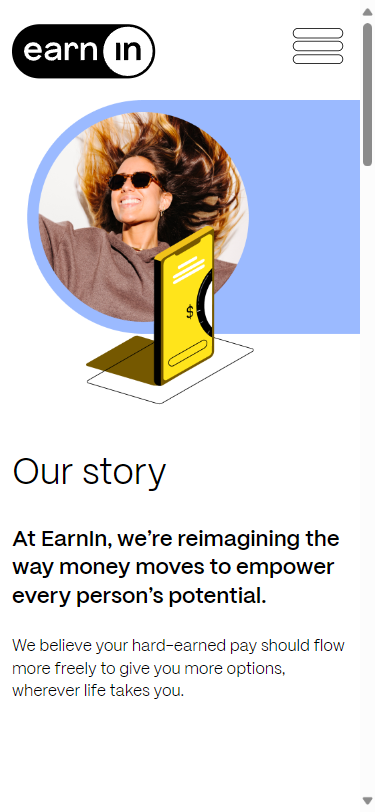 earn in
$
Our story
At EarnIn, we’re reimagining the
way money moves to empower
every person’s potential.
We believe your hard-earned pay should flow
more freely to give you more options,
wherever life takes you.